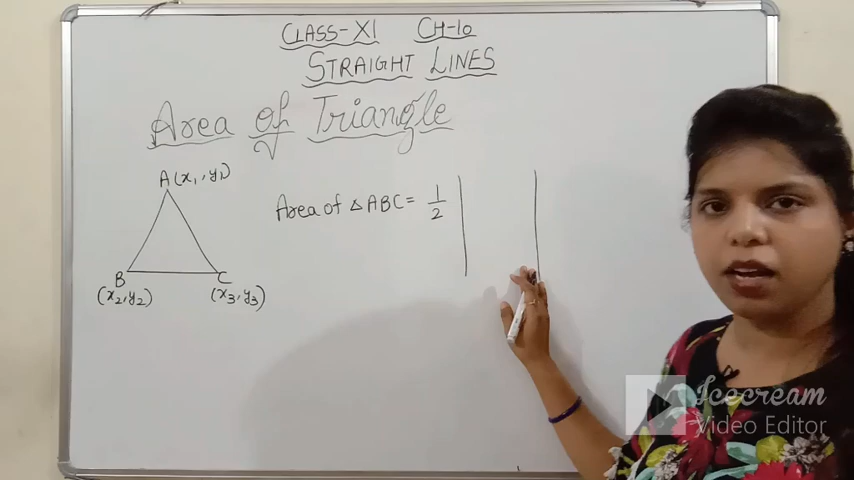 CLASS-XI CH-10
STRAIGHT LINES
Area of Triangle
A(x₁,y₁)
Area of △ABC = 1/2 | |
B C
(x₂,y₂) (x₃,y₃)
Icecream
Video Editor